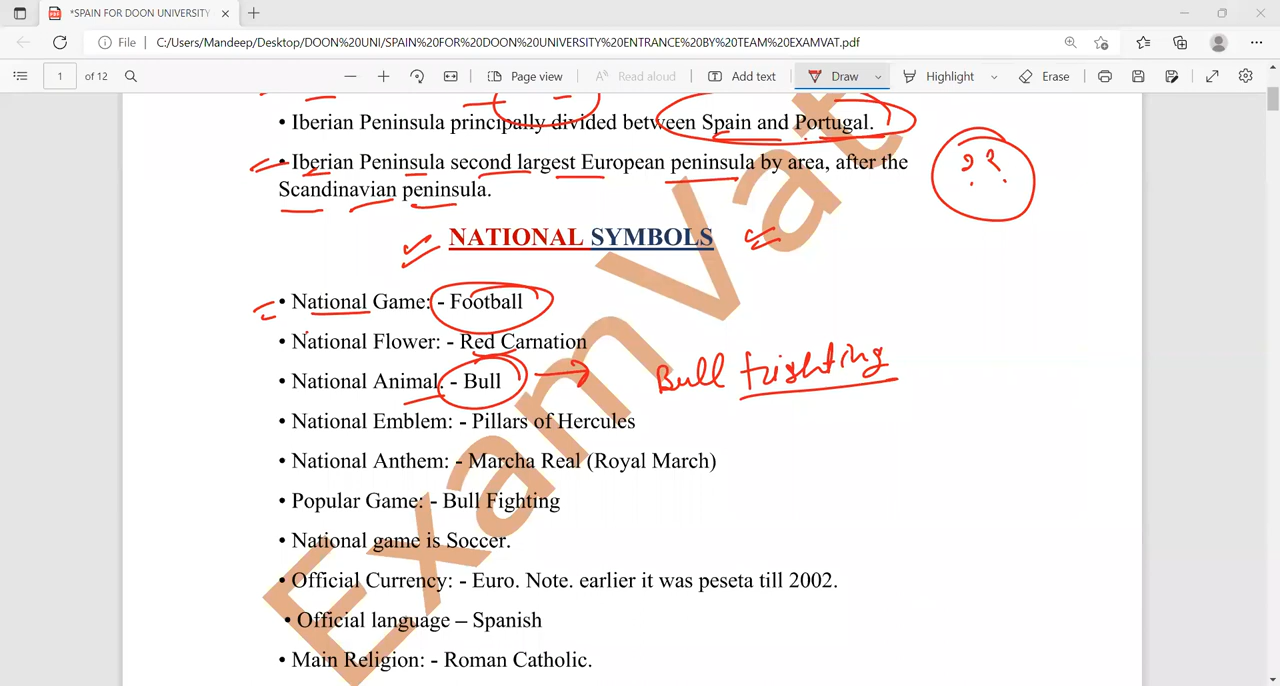 *SPAIN FOR DOON UNIVERSITY
File C:/Users/Mandeep/Desktop/DOON%20UNI/SPAIN%20FOR%20DOON%20UNIVERSITY%20ENTRANCE%20BY%20TEAM%20EXAMVAT.pdf
1 of 12 Page view Read aloud Add text Draw Highlight Erase
• Iberian Peninsula principally divided between Spain and Portugal.
• Iberian Peninsula second largest European peninsula by area, after the
Scandinavian peninsula.
??
NATIONAL SYMBOLS
• National Game: - Football
• National Flower: - Red Carnation
• National Animal. - Bull
Bull frighting
• National Emblem: - Pillars of Hercules
• National Anthem: - Marcha Real (Royal March)
• Popular Game: - Bull Fighting
• National game is Soccer.
• Official Currency: - Euro. Note. earlier it was peseta till 2002.
• Official language – Spanish
• Main Religion: - Roman Catholic.
ExamVat